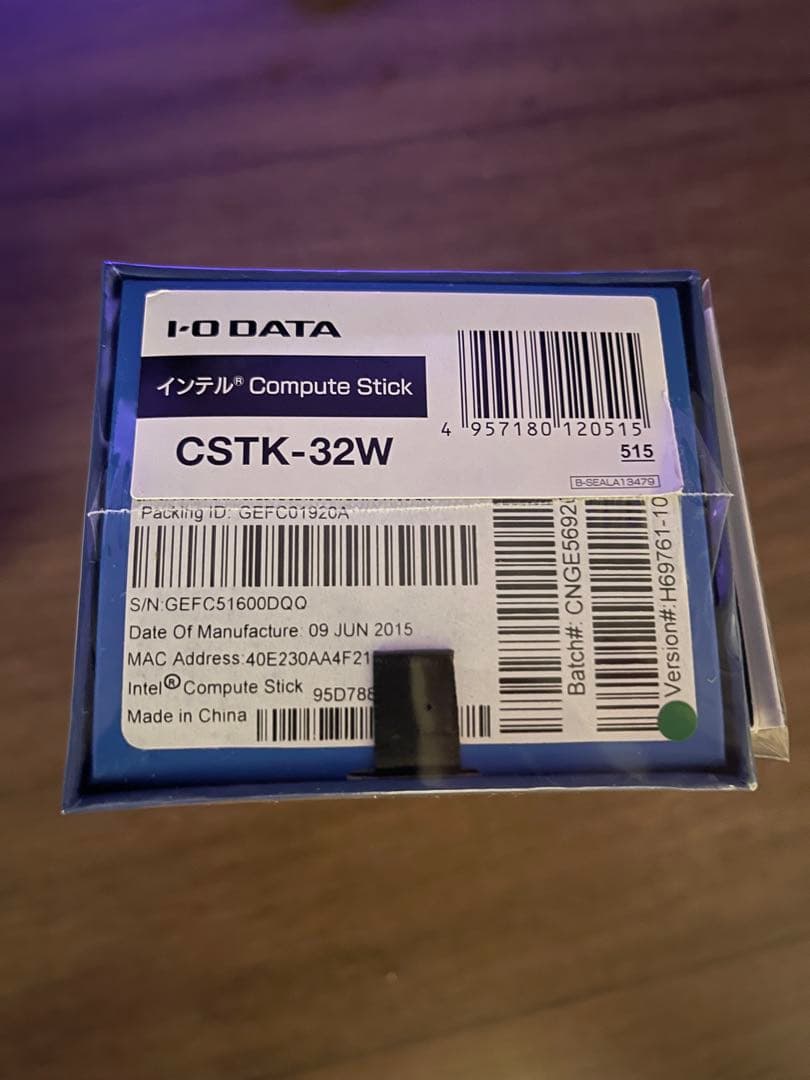 I-O DATA
インテル® Compute Stick
CSTK-32W
4 957180 120515
515
B-SEALA13479
Packing ID: GEFC01920A
S/N:GEFC51600DQQ
Date Of Manufacture: 09 JUN 2015
MAC Address:40E230AA4F21
Intel® Compute Stick 95D788
Made in China
Batch#: CNGE5692
Version#:H69761-10